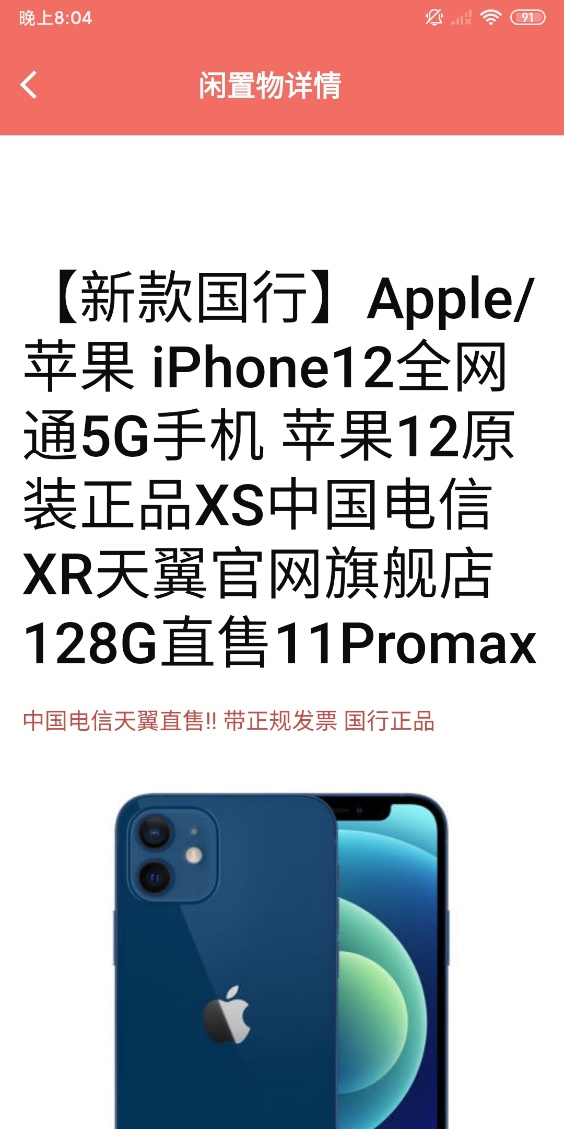 晚上8:04
91
闲置物详情
【新款国行】Apple/
苹果 iPhone12全网
通5G手机 苹果12原
装正品XS中国电信
XR天翼官网旗舰店
128G直售11Promax
中国电信天翼直售!! 带正规发票 国行正品